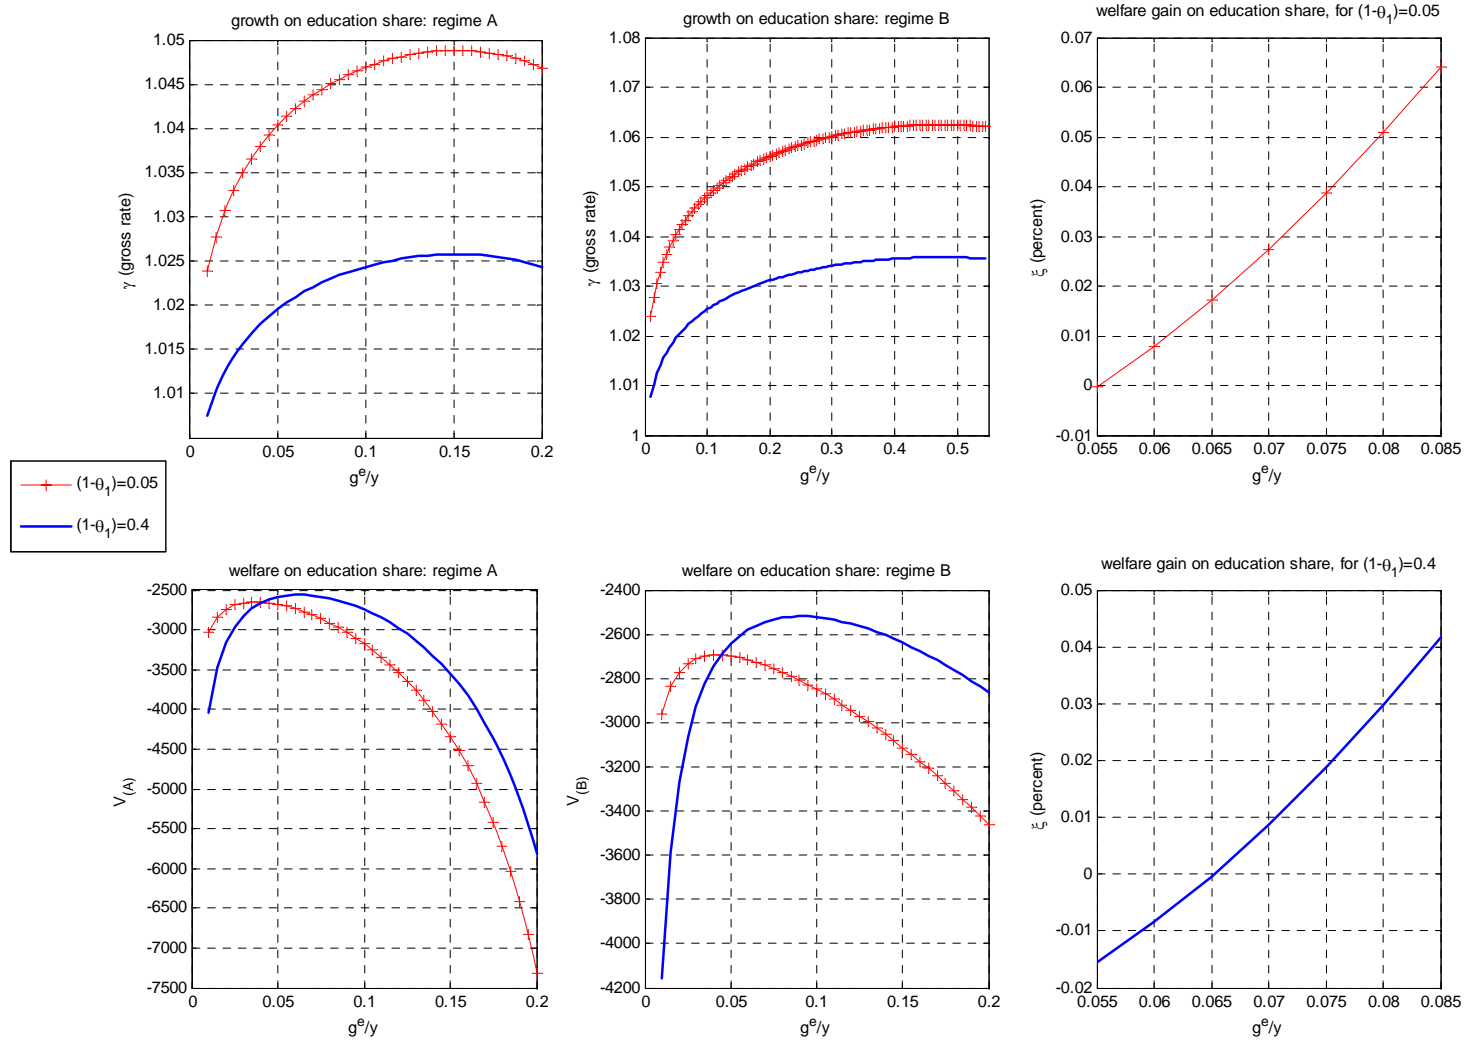 growth on education share: regime A
1.05
1.045
1.04
1.035
1.03
1.025
1.02
1.015
1.01
γ (gross rate)
0 0.05 0.1 0.15 0.2
g^e/y
growth on education share: regime B
1.08
1.07
1.06
1.05
1.04
1.03
1.02
1.01
1
γ (gross rate)
0 0.1 0.2 0.3 0.4 0.5
g^e/y
welfare gain on education share, for (1-θ_1)=0.05
0.07
0.06
0.05
0.04
0.03
0.02
0.01
0
-0.01
ξ (percent)
0.055 0.06 0.065 0.07 0.075 0.08 0.085
g^e/y
(1-θ_1)=0.05
(1-θ_1)=0.4
welfare on education share: regime A
-2500
-3000
-3500
-4000
-4500
-5000
-5500
-6000
-6500
-7000
-7500
V_(A)
0 0.05 0.1 0.15 0.2
g^e/y
welfare on education share: regime B
-2400
-2600
-2800
-3000
-3200
-3400
-3600
-3800
-4000
-4200
V_(B)
0 0.05 0.1 0.15 0.2
g^e/y
welfare gain on education share, for (1-θ_1)=0.4
0.05
0.04
0.03
0.02
0.01
0
-0.01
-0.02
ξ (percent)
0.055 0.06 0.065 0.07 0.075 0.08 0.085
g^e/y